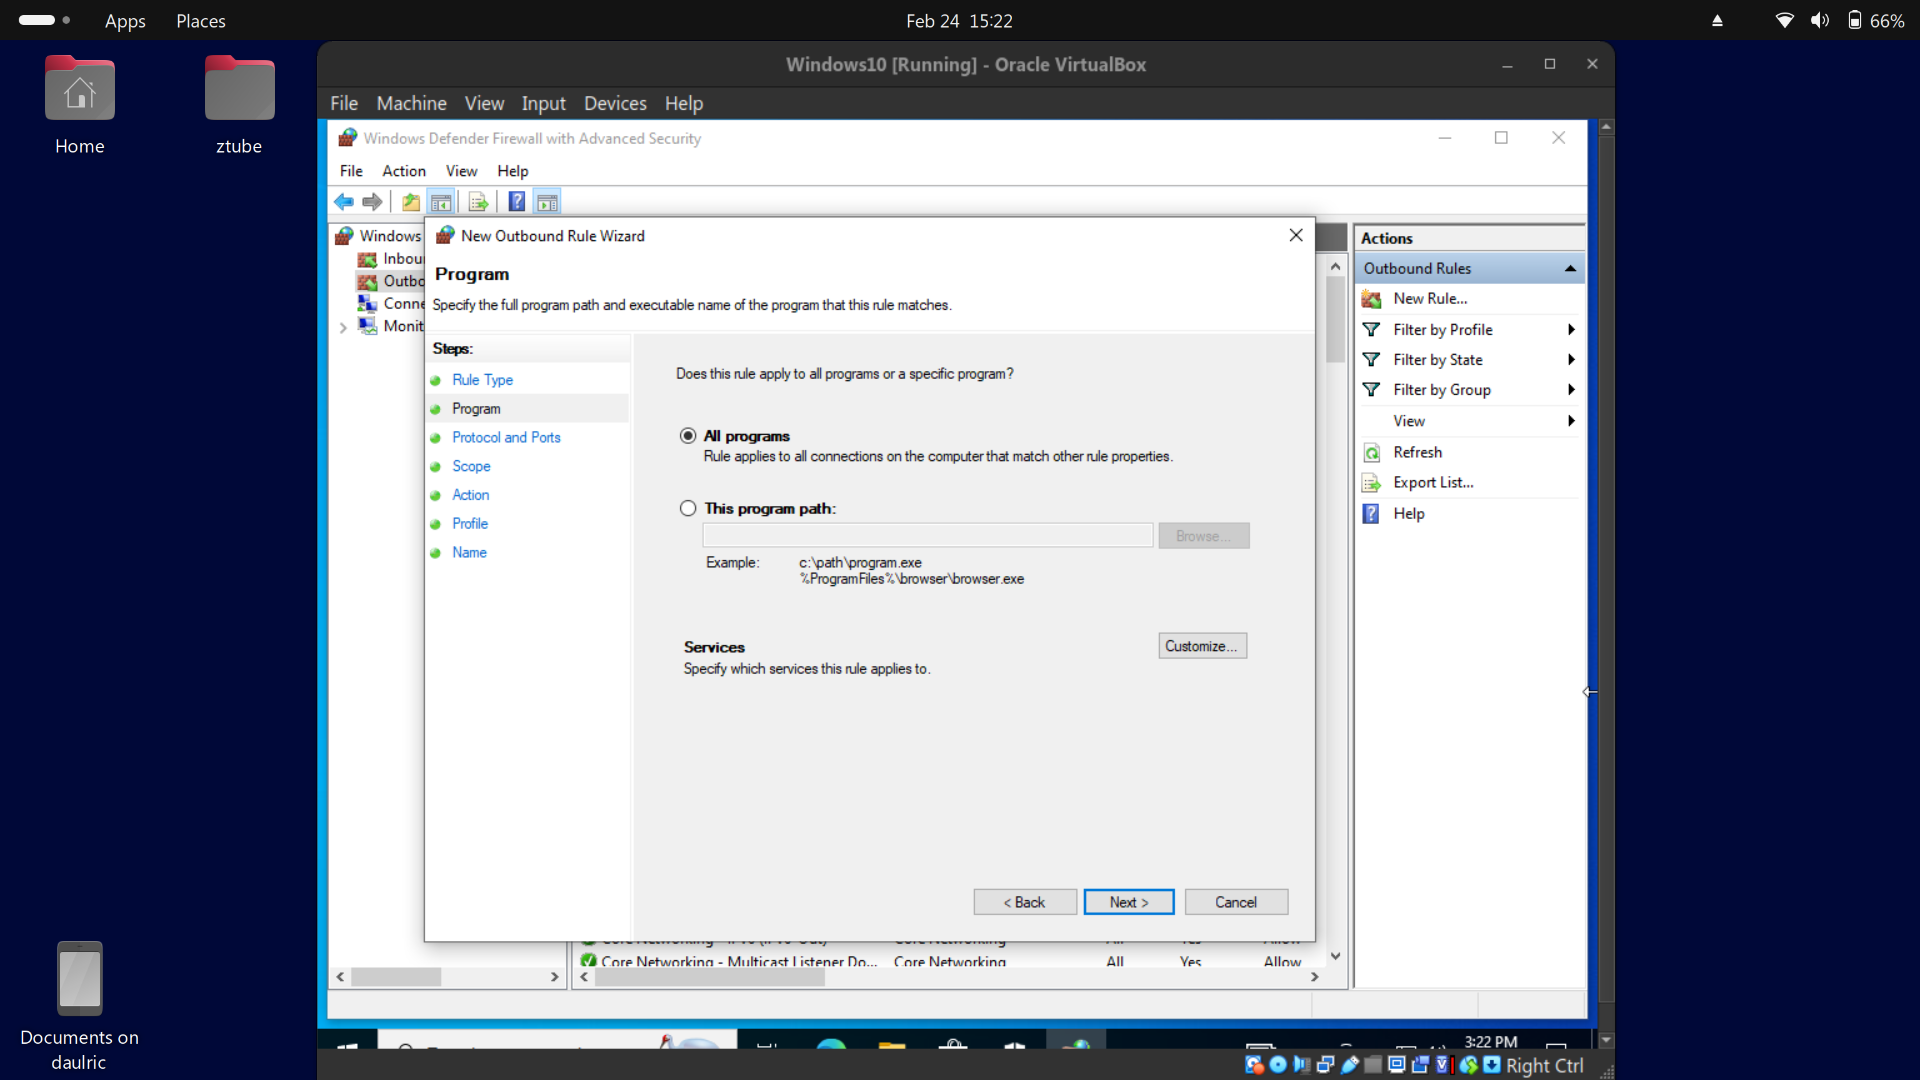 Apps Places Feb 24 15:22 66%
Home
ztube
Windows10 [Running] - Oracle VirtualBox
File Machine View Input Devices Help
Windows Defender Firewall with Advanced Security
File Action View Help
Windows
Inbou
Outbo
Conne
Monit
New Outbound Rule Wizard
Program
Specify the full program path and executable name of the program that this rule matches.
Steps:
Rule Type
Program
Protocol and Ports
Scope
Action
Profile
Name
Does this rule apply to all programs or a specific program?
All programs
Rule applies to all connections on the computer that match other rule properties.
This program path:
Browse...
Example: c:\path\program.exe
%ProgramFiles%\browser\browser.exe
Services
Customize...
Specify which services this rule applies to.
< Back Next > Cancel
Core Networking - Multicast Listener Do... Core Networking All Yes Allow
Actions
Outbound Rules
New Rule...
Filter by Profile
Filter by State
Filter by Group
View
Refresh
Export List...
Help
3:22 PM
Right Ctrl
Documents on
daulric